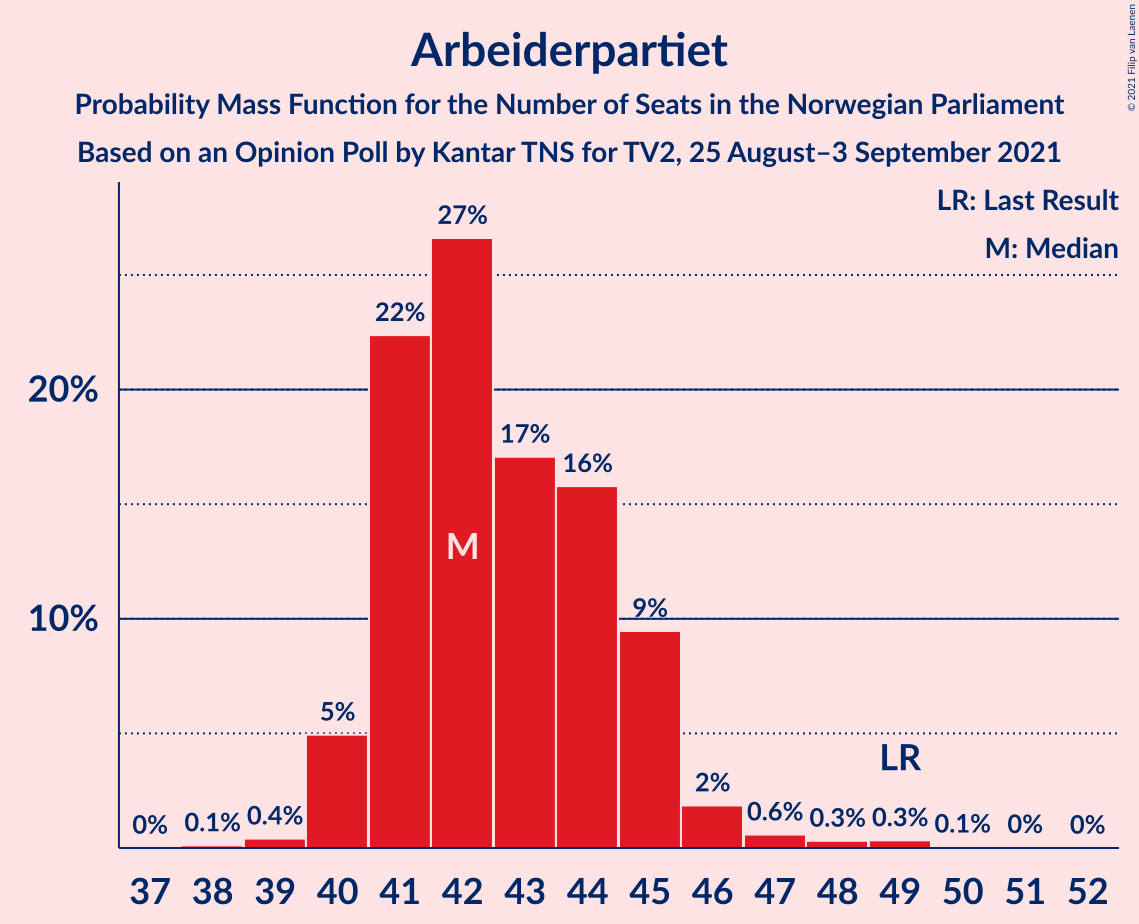 © 2021 Filip van Laenen
Arbeiderpartiet
Probability Mass Function for the Number of Seats in the Norwegian Parliament
Based on an Opinion Poll by Kantar TNS for TV2, 25 August–3 September 2021
LR: Last Result
M: Median
27%
22%
20%
17%
16%
M
10%
9%
5%
LR
2%
0% 0.1% 0.4% 0.6% 0.3% 0.3% 0.1% 0% 0%
37 38 39 40 41 42 43 44 45 46 47 48 49 50 51 52